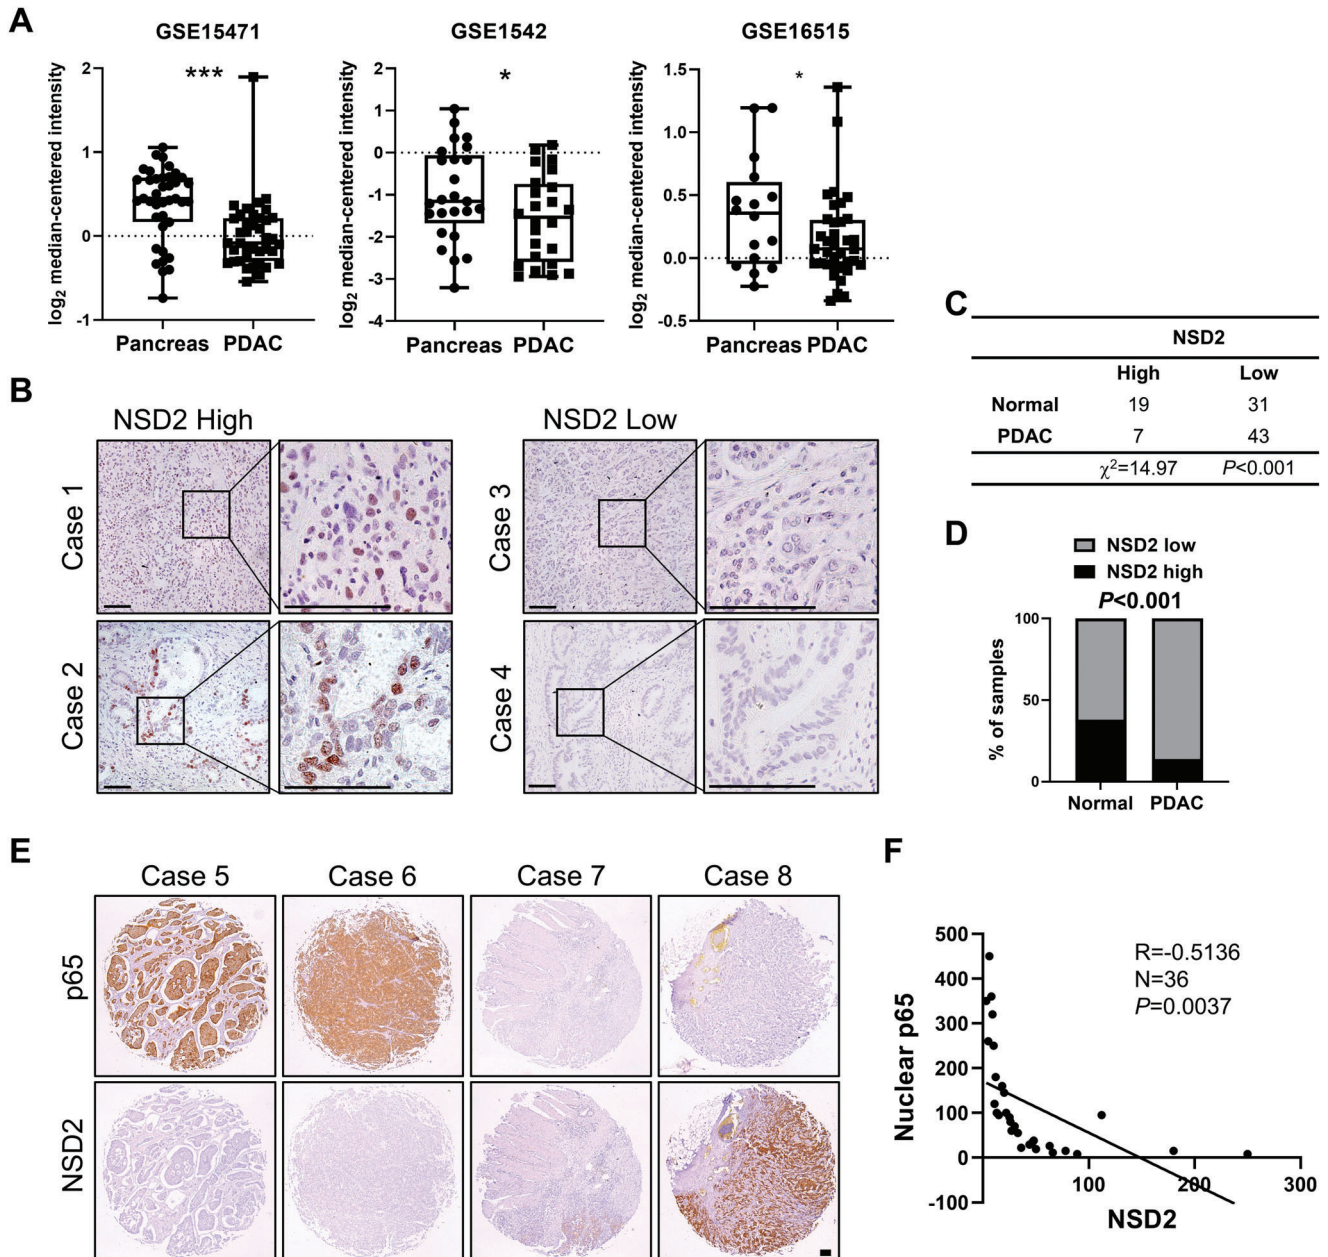 A
GSE15471
GSE1542
GSE16515
log2 median-centered intensity
2
1
0
-1
***
Pancreas PDAC
log2 median-centered intensity
2
1
0
-1
-2
-3
-4
*
Pancreas PDAC
log2 median-centered intensity
1.5
1.0
0.5
0.0
-0.5
*
Pancreas PDAC
B
NSD2 High
NSD2 Low
Case 1
Case 2
Case 3
Case 4
C
NSD2
High Low
Normal 19 31
PDAC 7 43
χ²=14.97 P<0.001
D
NSD2 low
NSD2 high
P<0.001
% of samples
100
50
0
Normal PDAC
E
Case 5 Case 6 Case 7 Case 8
p65
NSD2
F
Nuclear p65
500
400
300
200
100
0
-100
R=-0.5136
N=36
P=0.0037
100 200 300
NSD2